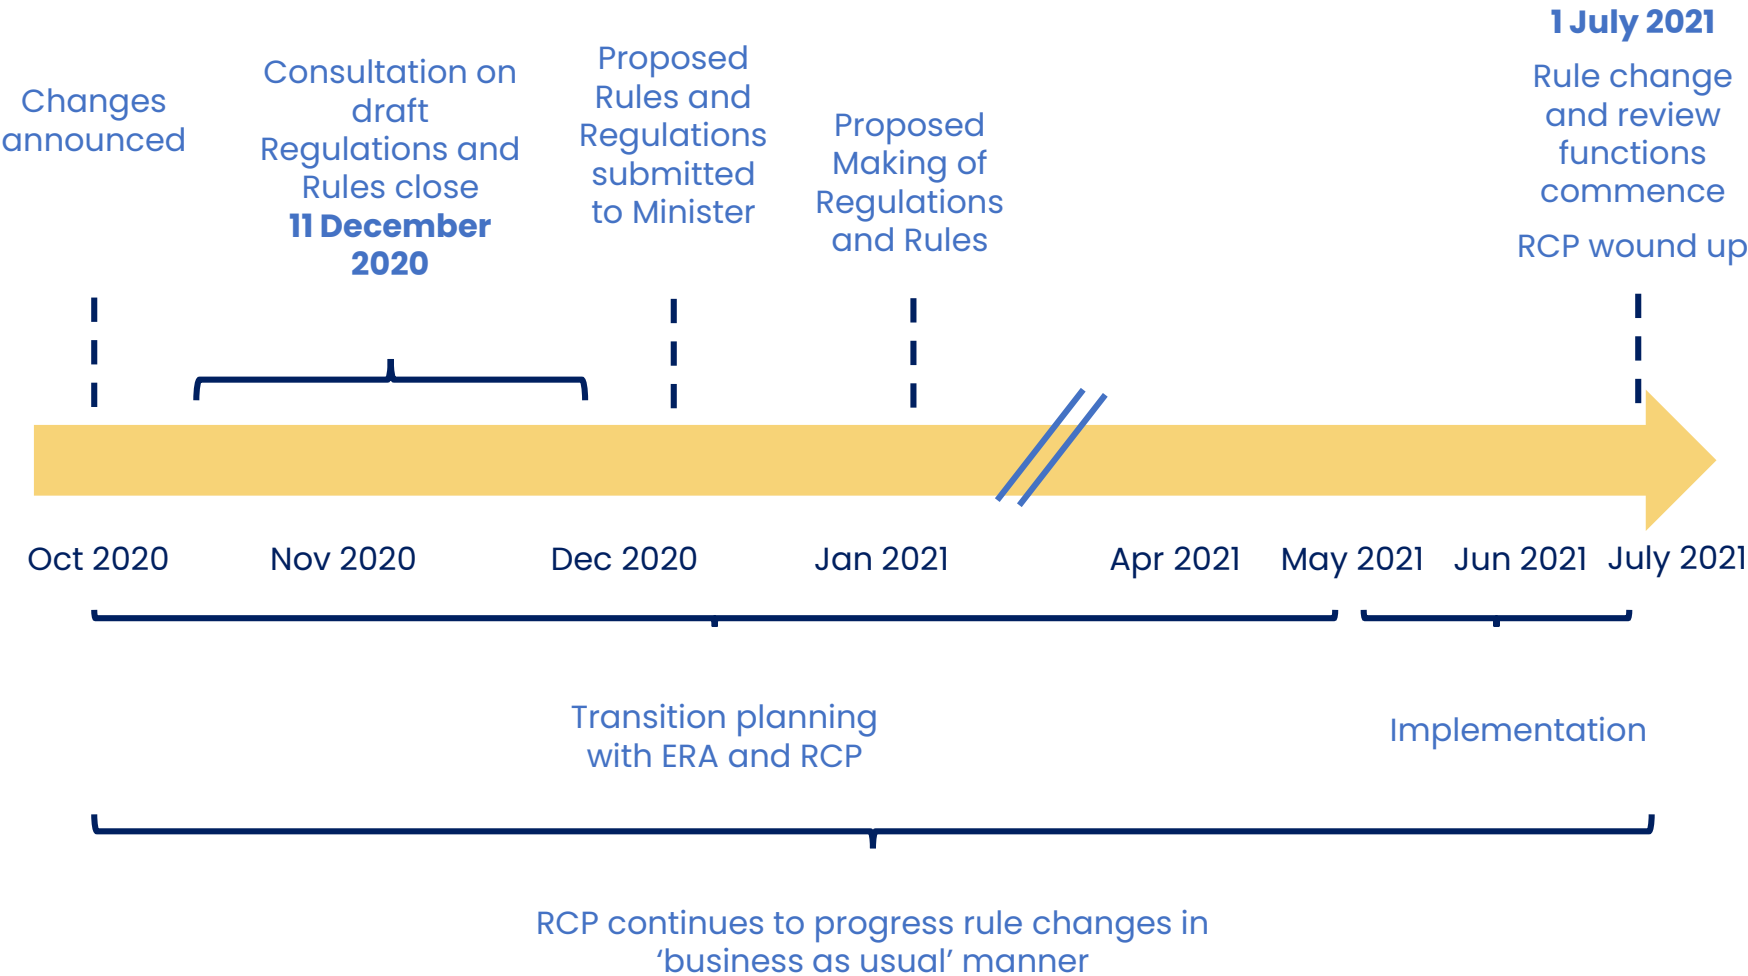 Changes
announced
Consultation on
draft
Regulations and
Rules close
11 December
2020
Proposed
Rules and
Regulations
submitted
to Minister
Proposed
Making of
Regulations
and Rules
1 July 2021
Rule change
and review
functions
commence
RCP wound up
Oct 2020
Nov 2020
Dec 2020
Jan 2021
Apr 2021
May 2021
Jun 2021
July 2021
Transition planning
with ERA and RCP
Implementation
RCP continues to progress rule changes in
‘business as usual’ manner